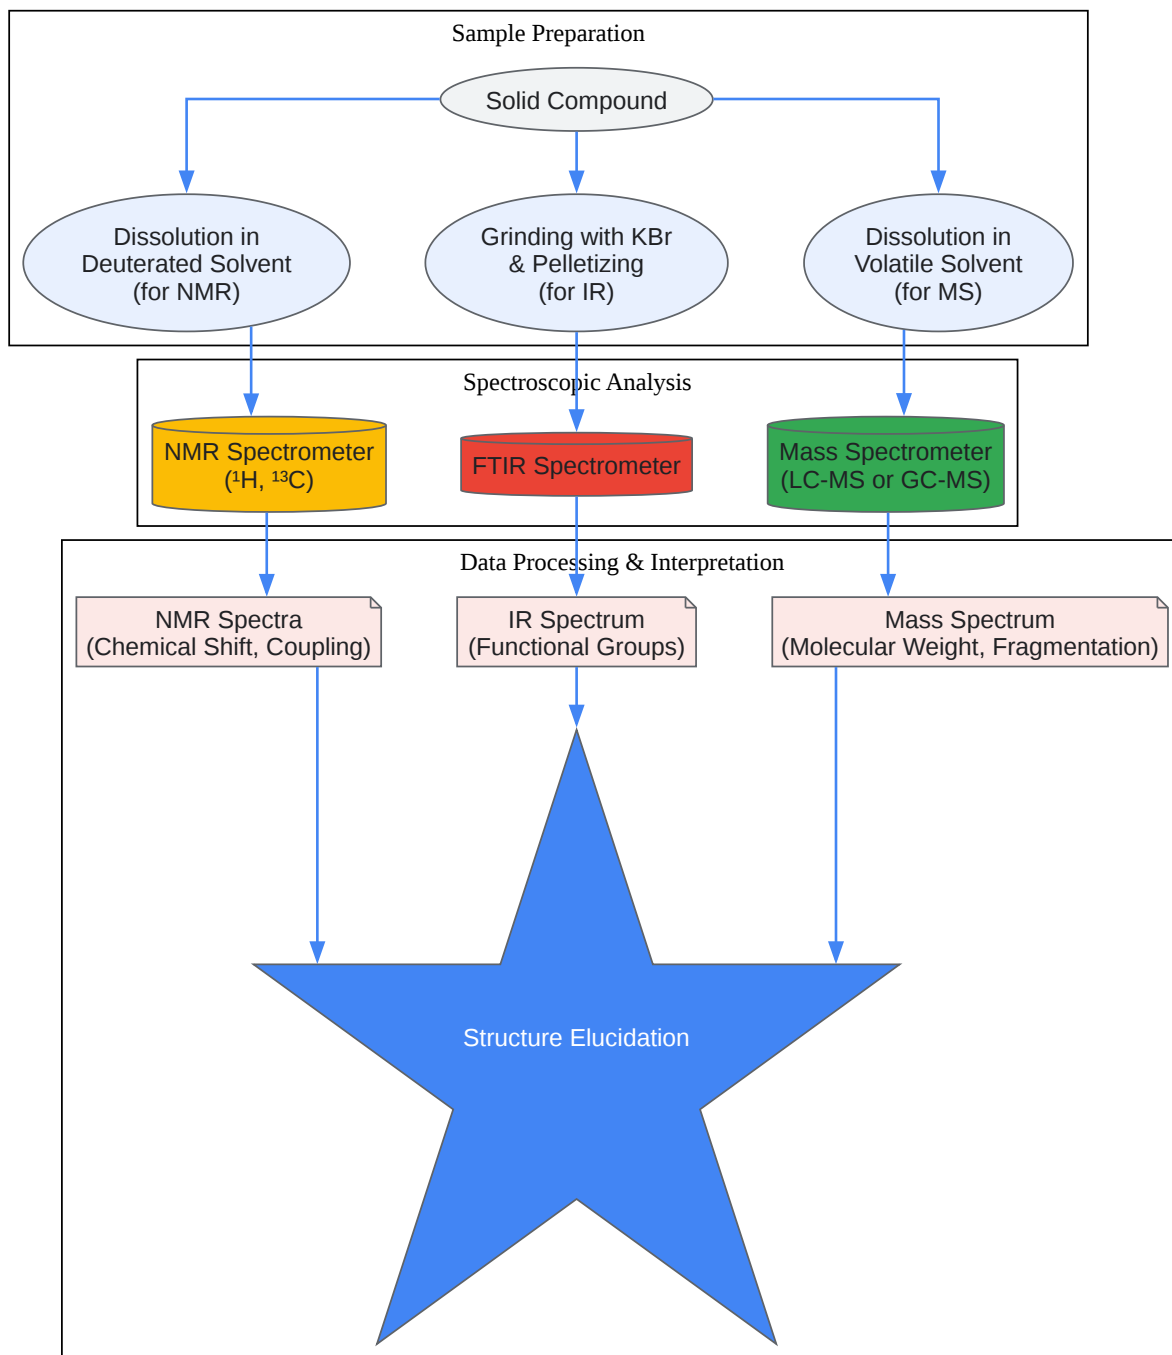 Sample Preparation
Solid Compound
Dissolution in
Deuterated Solvent
(for NMR)
Grinding with KBr
& Pelletizing
(for IR)
Dissolution in
Volatile Solvent
(for MS)
Spectroscopic Analysis
NMR Spectrometer
(¹H, ¹³C)
FTIR Spectrometer
Mass Spectrometer
(LC-MS or GC-MS)
Data Processing & Interpretation
NMR Spectra
(Chemical Shift, Coupling)
IR Spectrum
(Functional Groups)
Mass Spectrum
(Molecular Weight, Fragmentation)
Structure Elucidation